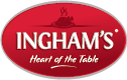 INGHAM'S
Heart of the Table